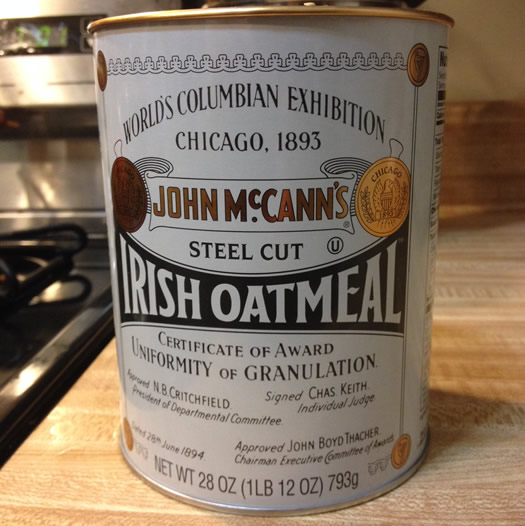 WORLD'S COLUMBIAN EXHIBITION
CHICAGO, 1893
CHICAGO
JOHN McCANN'S ®
STEEL CUT U
IRISH OATMEAL
CERTIFICATE OF AWARD
UNIFORMITY OF GRANULATION.
Approved N.B. CRITCHFIELD
President of Departmental Committee
Signed CHAS. KEITH
Individual Judge
28th June 1894
Approved JOHN BOYD THACHER
Chairman Executive Committee of Awards
NET WT 28 OZ (1LB 12 OZ) 793g